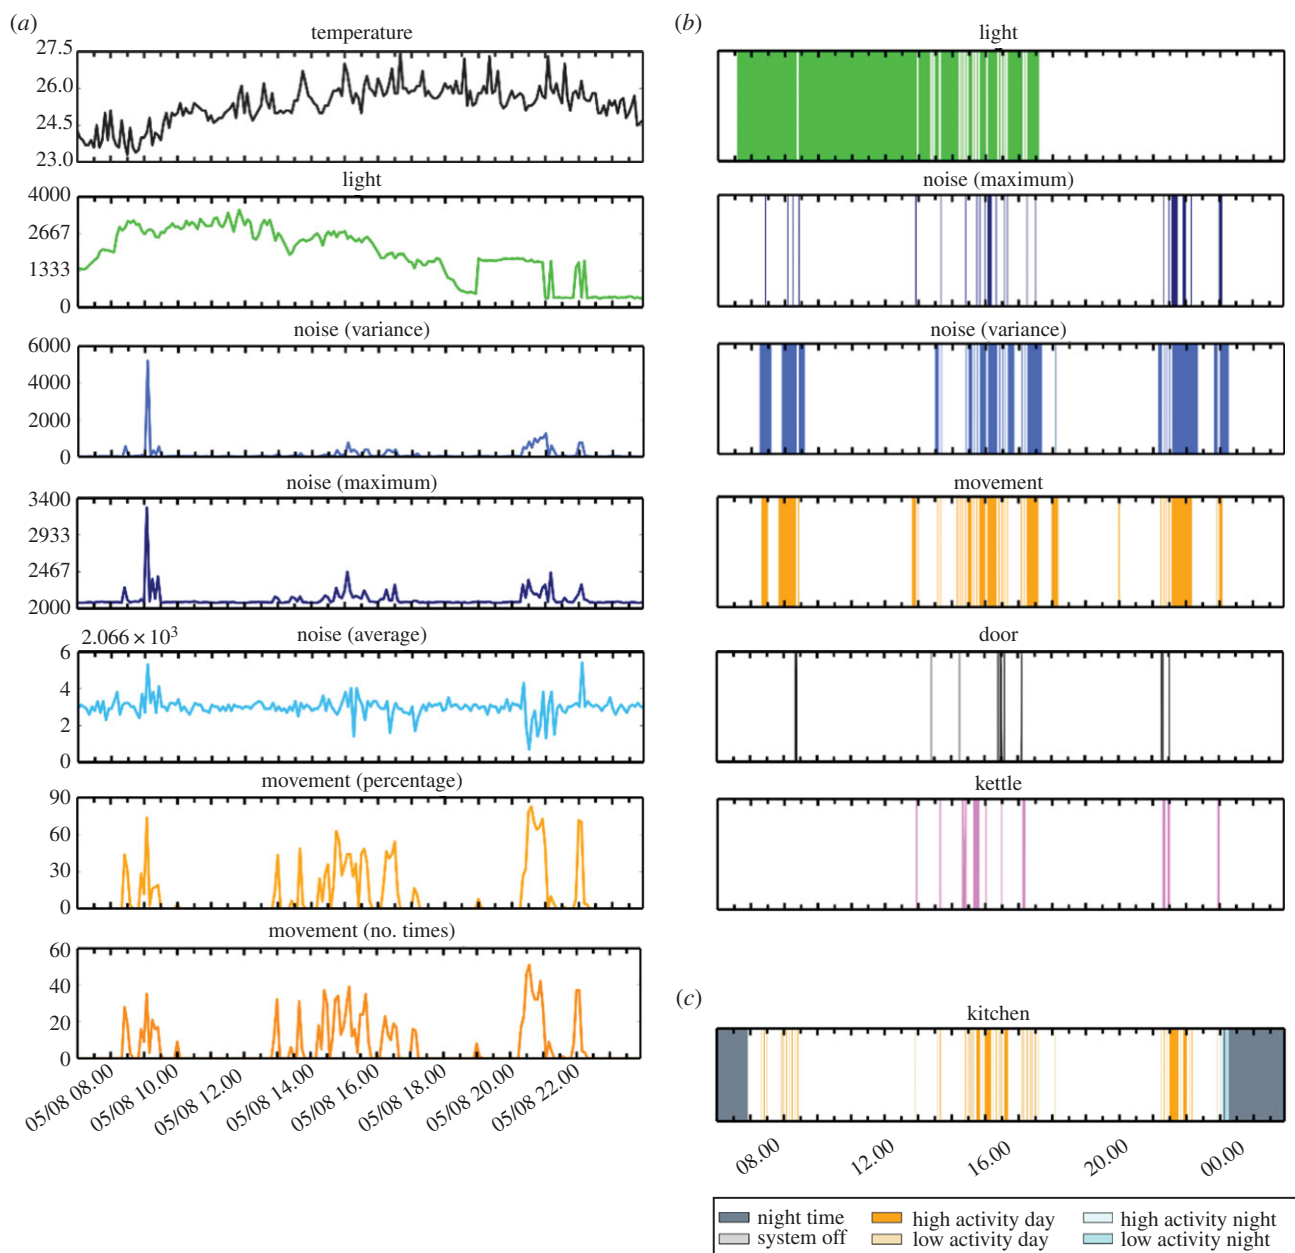 (a)
temperature
27.5
26.0
24.5
23.0
light
4000
2667
1333
0
noise (variance)
6000
4000
2000
0
noise (maximum)
3400
2933
2467
2000
2.066 × 10³ noise (average)
6
4
2
0
movement (percentage)
90
60
30
0
movement (no. times)
60
40
20
0
05/08 08.00
05/08 10.00
05/08 12.00
05/08 14.00
05/08 16.00
05/08 18.00
05/08 20.00
05/08 22.00
(b)
light
noise (maximum)
noise (variance)
movement
door
kettle
(c)
kitchen
08.00
12.00
16.00
20.00
00.00
night time
high activity day
high activity night
system off
low activity day
low activity night